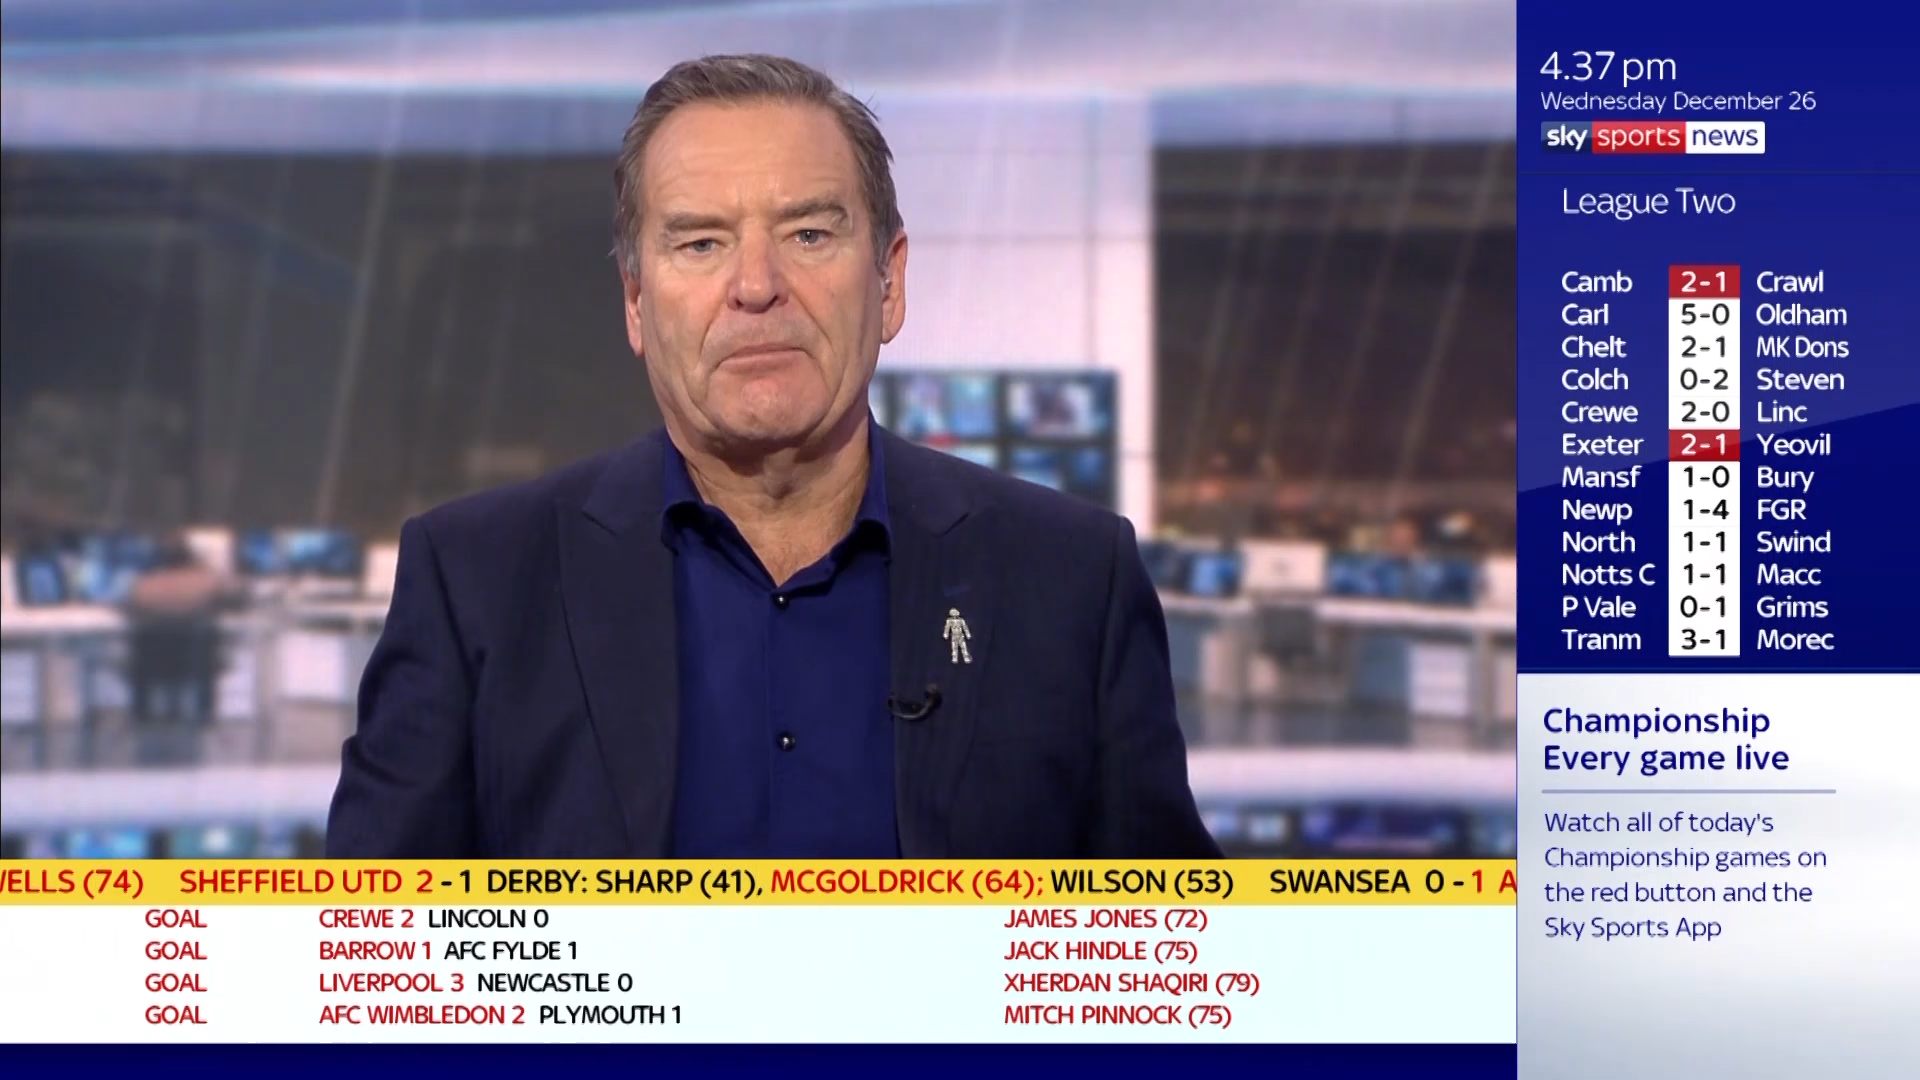 4.37 pm
Wednesday December 26
sky sports news
League Two
Camb 2-1 Crawl
Carl 5-0 Oldham
Chelt 2-1 MK Dons
Colch 0-2 Steven
Crewe 2-0 Linc
Exeter 2-1 Yeovil
Mansf 1-0 Bury
Newp 1-4 FGR
North 1-1 Swind
Notts C 1-1 Macc
P Vale 0-1 Grims
Tranm 3-1 Morec
Championship
Every game live
Watch all of today's
Championship games on
the red button and the
Sky Sports App
(74) SHEFFIELD UTD 2-1 DERBY: SHARP (41), MCGOLDRICK (64); WILSON (53) SWANSEA 0-1 A
GOAL CREWE 2 LINCOLN 0 JAMES JONES (72)
GOAL BARROW 1 AFC FYLDE 1 JACK HINDLE (75)
GOAL LIVERPOOL 3 NEWCASTLE 0 XHERDAN SHAQIRI (79)
GOAL AFC WIMBLEDON 2 PLYMOUTH 1 MITCH PINNOCK (75)